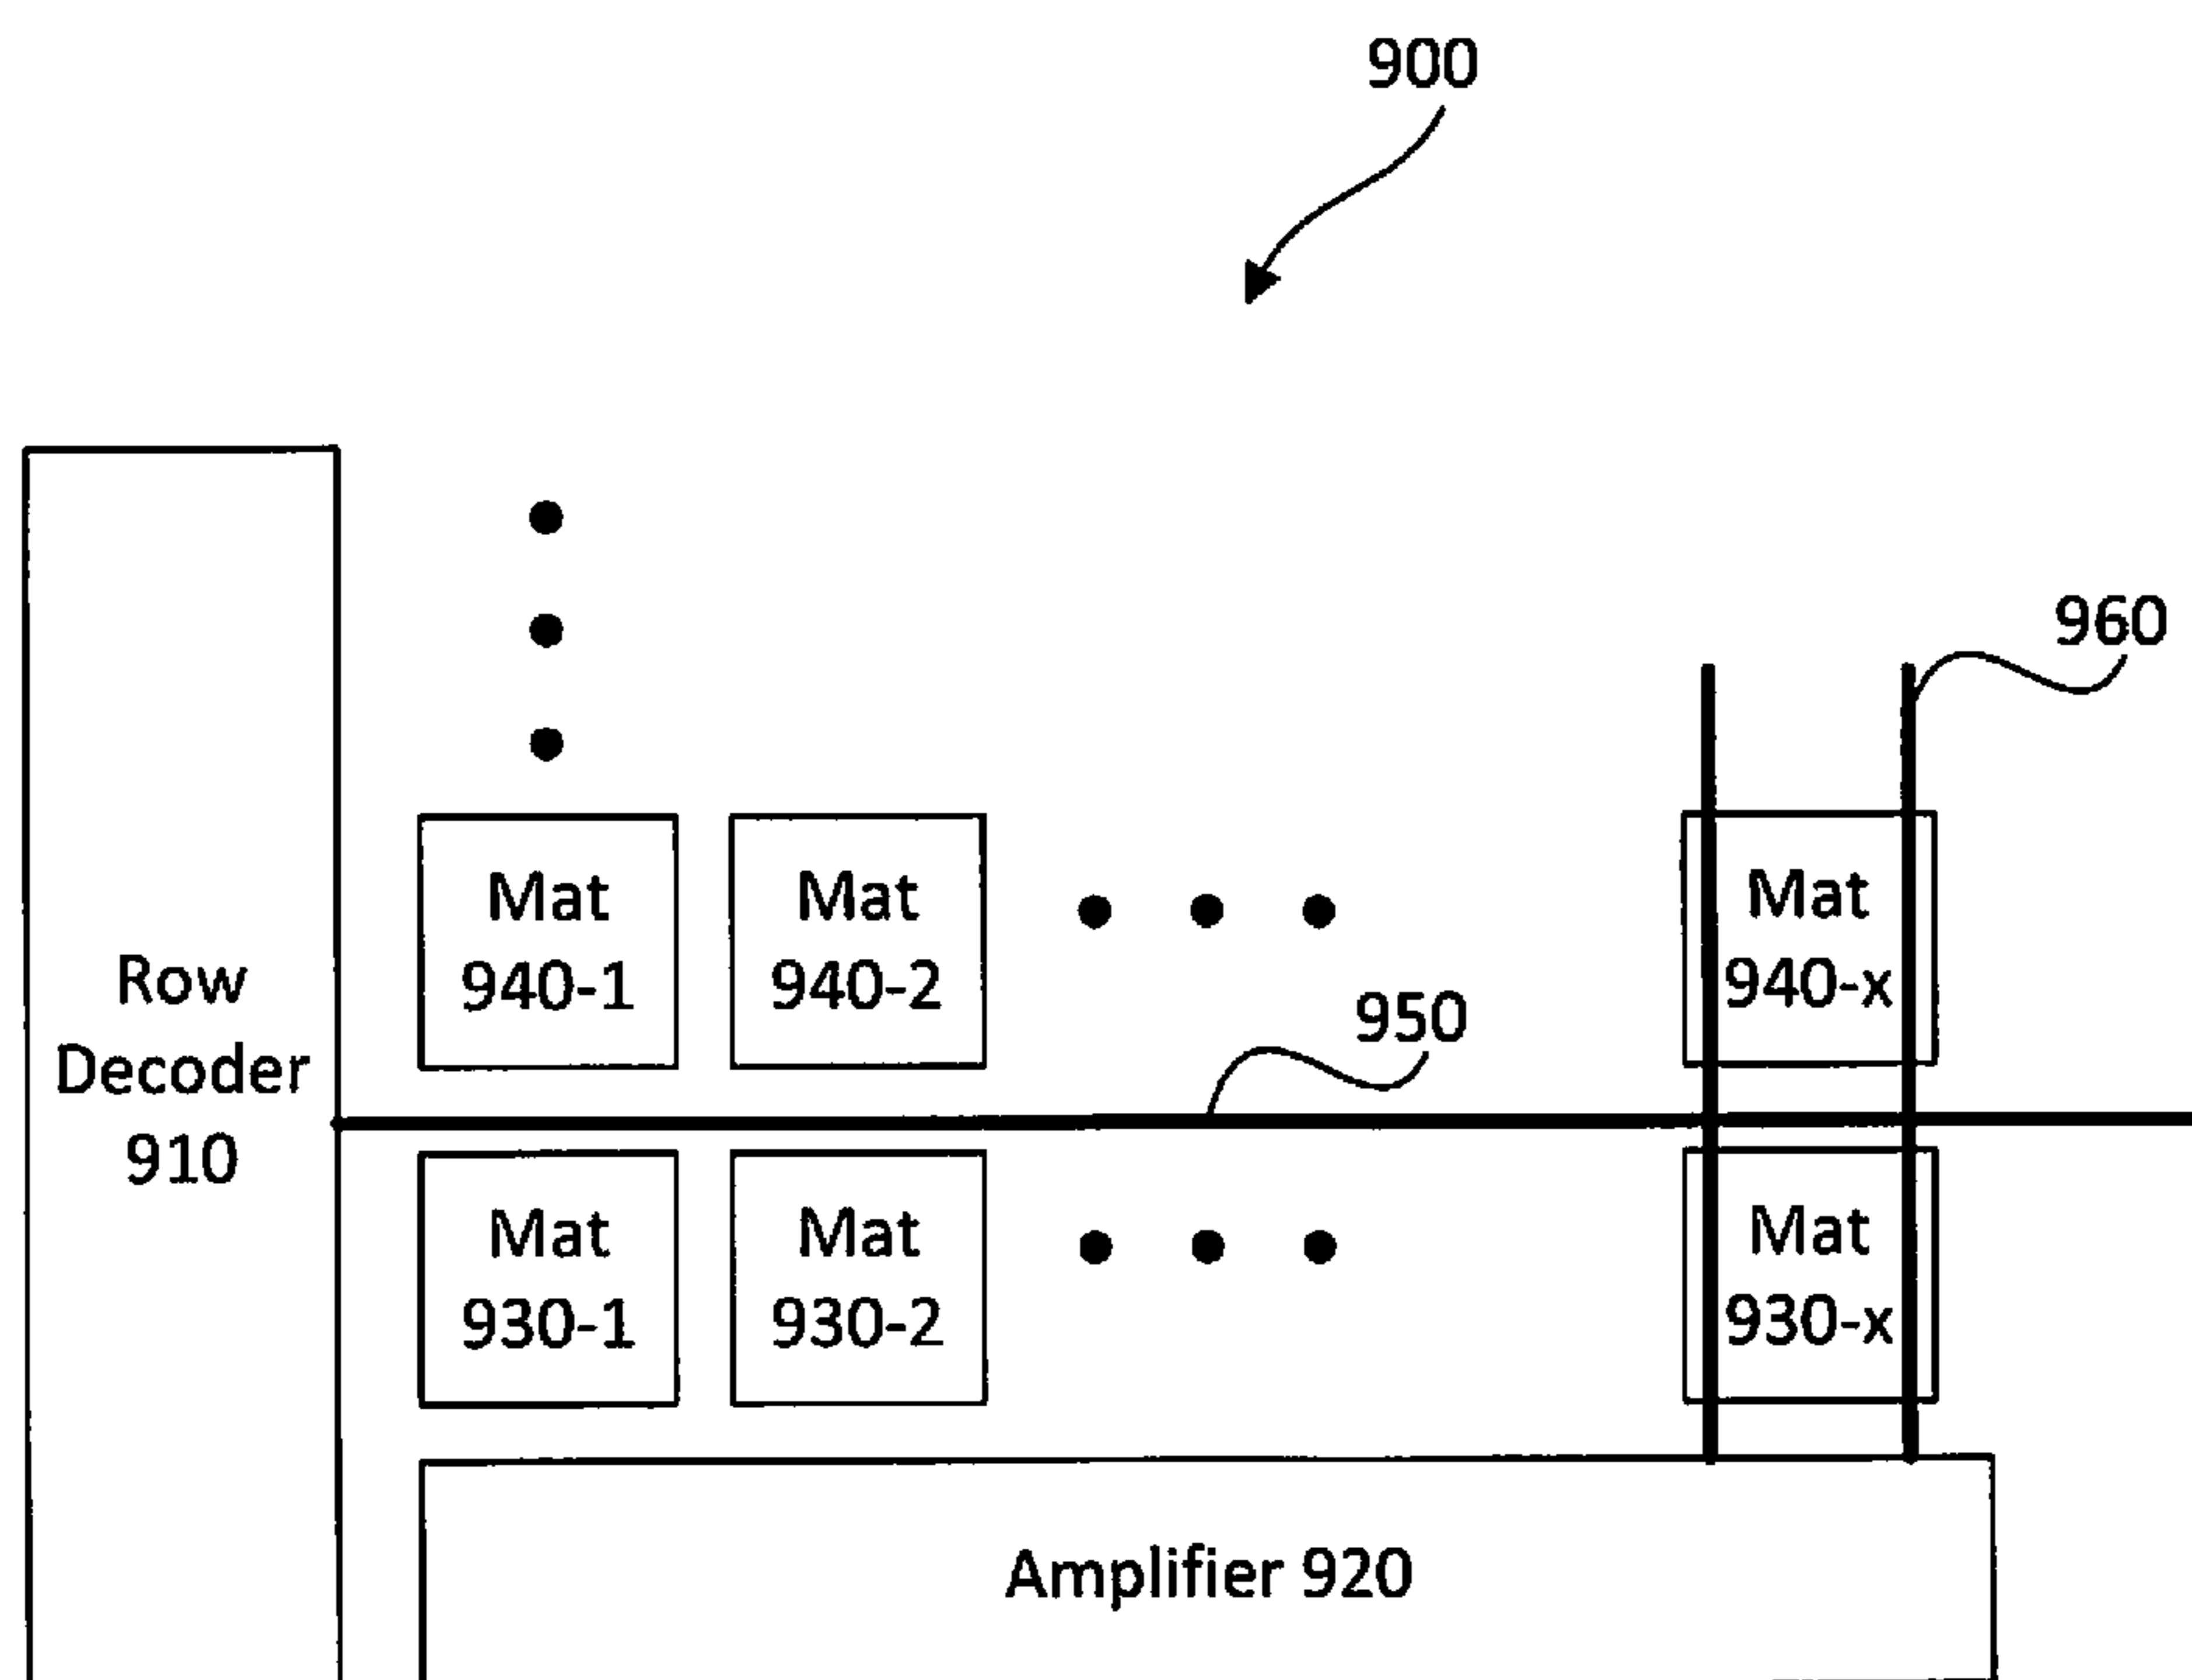 900
960
Mat
940-1
Mat
940-2
Mat
940-x
950
Row
Decoder
910
Mat
930-1
Mat
930-2
Mat
930-x
Amplifier 920